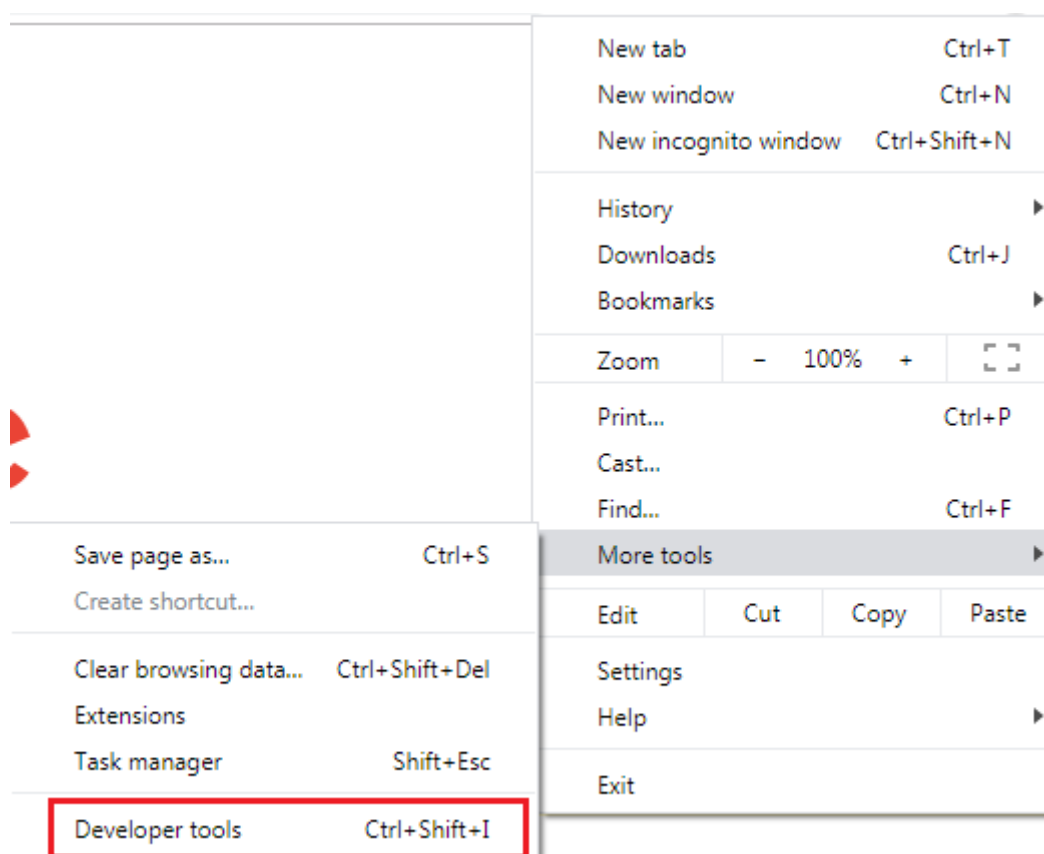 New tab Ctrl+T
New window Ctrl+N
New incognito window Ctrl+Shift+N
History
Downloads Ctrl+J
Bookmarks
Zoom - 100% +
Print... Ctrl+P
Cast...
Find... Ctrl+F
More tools
Edit Cut Copy Paste
Settings
Help
Exit
Save page as... Ctrl+S
Create shortcut...
Clear browsing data... Ctrl+Shift+Del
Extensions
Task manager Shift+Esc
Developer tools Ctrl+Shift+I